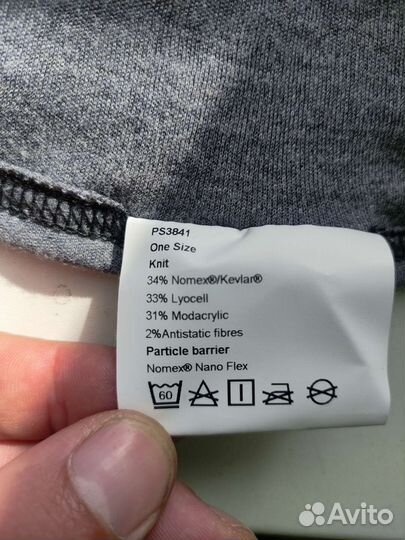 PS3841
One Size
Knit
34% Nomex®/Kevlar®
33% Lyocell
31% Modacrylic
2%Antistatic fibres
Particle barrier
Nomex® Nano Flex
60
Avito